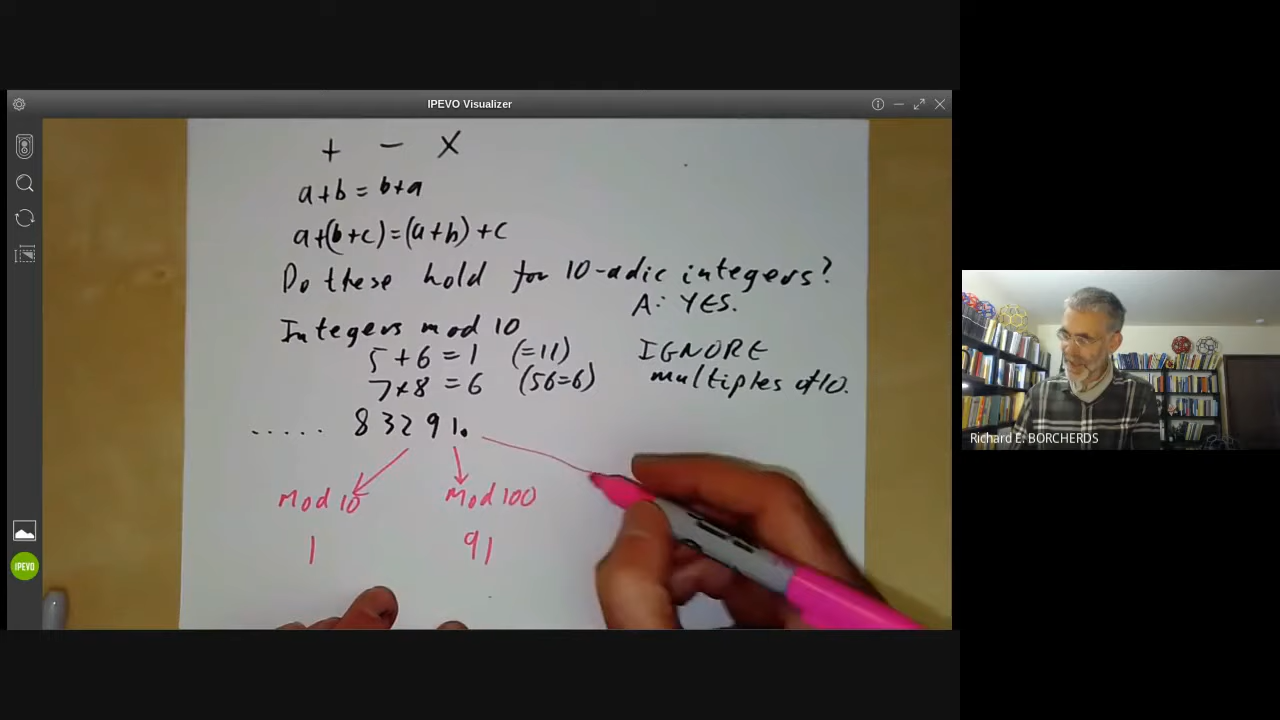 IPEVO Visualizer
+ − ×
a+b=b+a
a+(b+c)=(a+b)+c
Do these hold for 10-adic integers?
A: YES.
Integers mod 10
5+6=1 (=11)
7×8=6 (56=6)
IGNORE
multiples of 10.
..... 83291.
Mod 10
1
Mod 100
91
IPEVO
Richard E. BORCHERDS